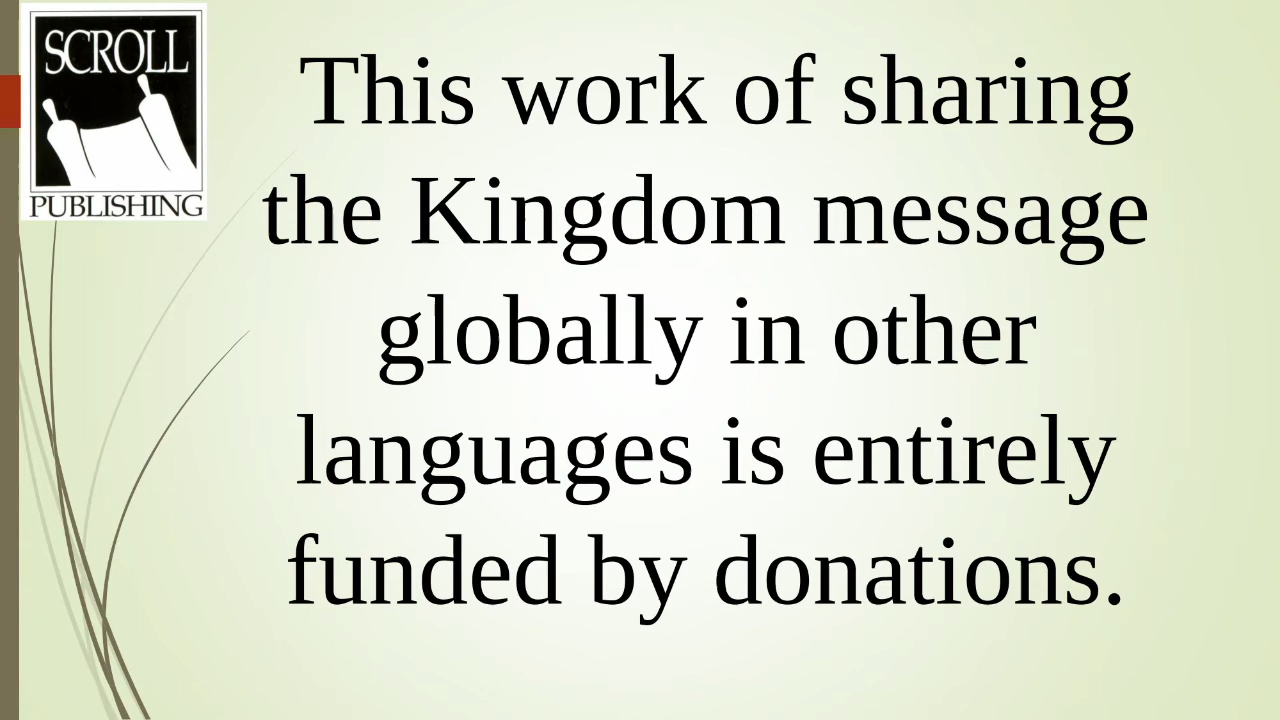 SCROLL
PUBLISHING
This work of sharing
the Kingdom message
globally in other
languages is entirely
funded by donations.